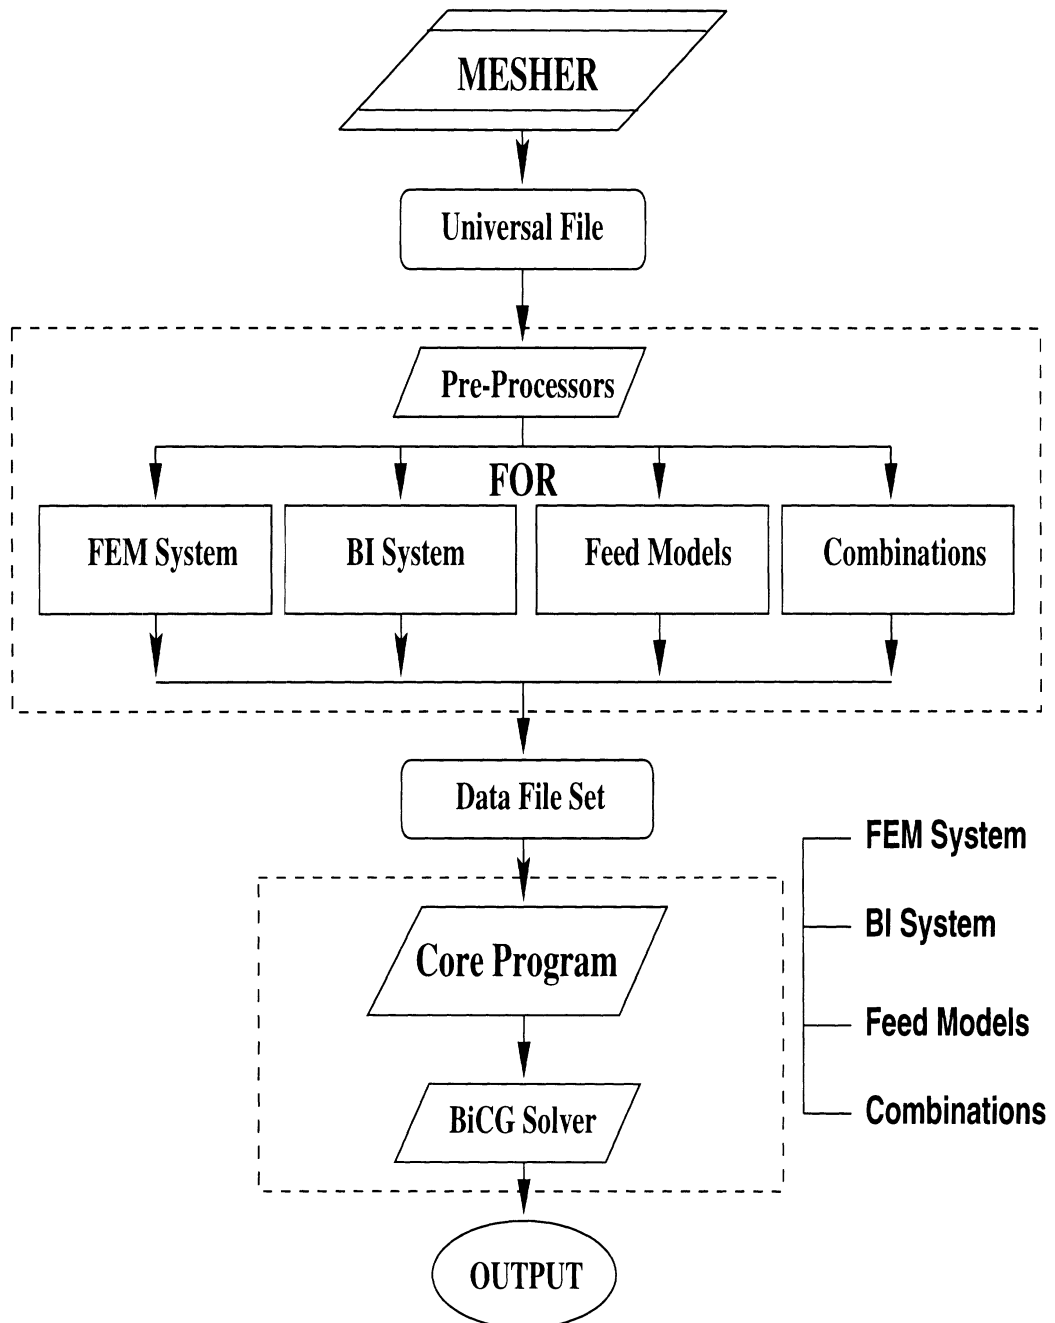 MESHER
Universal File
Pre-Processors
FOR
FEM System
BI System
Feed Models
Combinations
Data File Set
Core Program
BiCG Solver
OUTPUT
FEM System
BI System
Feed Models
Combinations